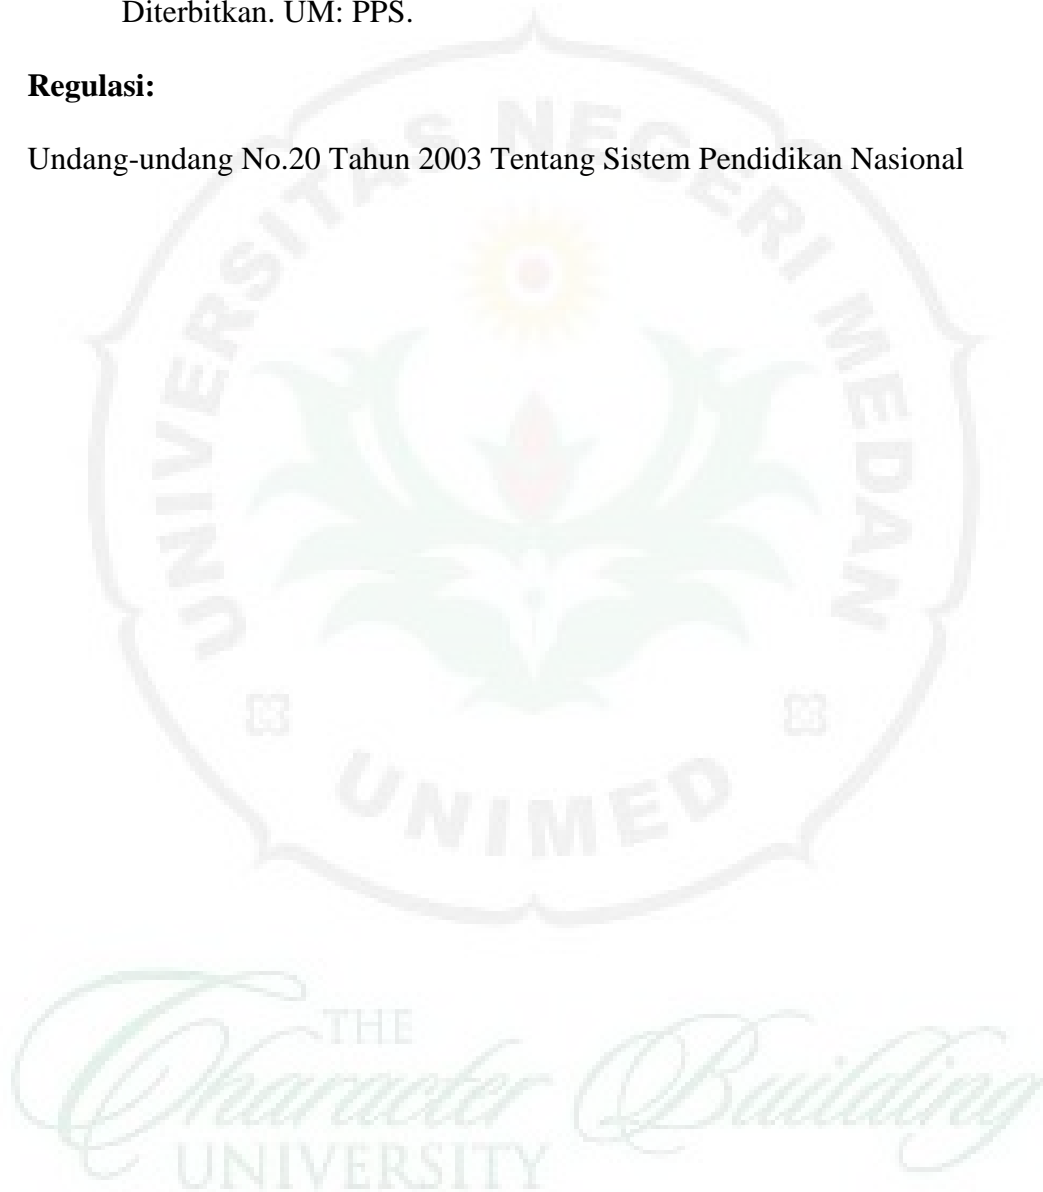 Diterbitkan. UM: PPS.
Regulasi:
Undang-undang No.20 Tahun 2003 Tentang Sistem Pendidikan Nasional
UNIVERSITAS NEGERI MEDAN
UNIMED
THE
Character Building
UNIVERSITY